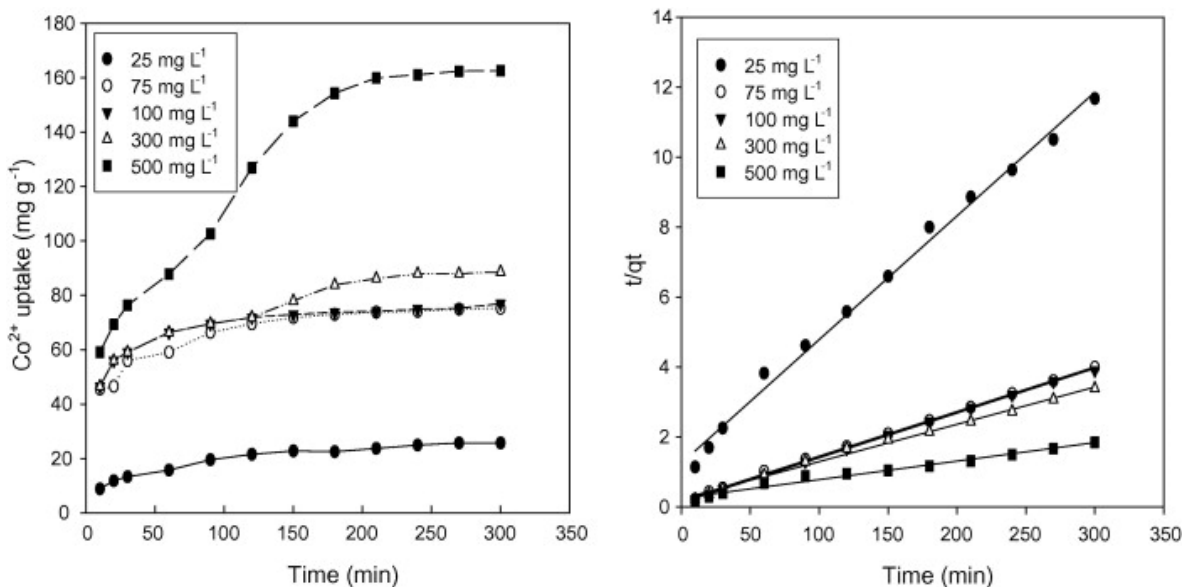 180
160
140
120
100
80
60
40
20
0
Co²⁺ uptake (mg g⁻¹)
25 mg L⁻¹
75 mg L⁻¹
100 mg L⁻¹
300 mg L⁻¹
500 mg L⁻¹
0 50 100 150 200 250 300 350
Time (min)
14
12
10
8
6
4
2
0
t/qt
25 mg L⁻¹
75 mg L⁻¹
100 mg L⁻¹
300 mg L⁻¹
500 mg L⁻¹
0 50 100 150 200 250 300 350
Time (min)